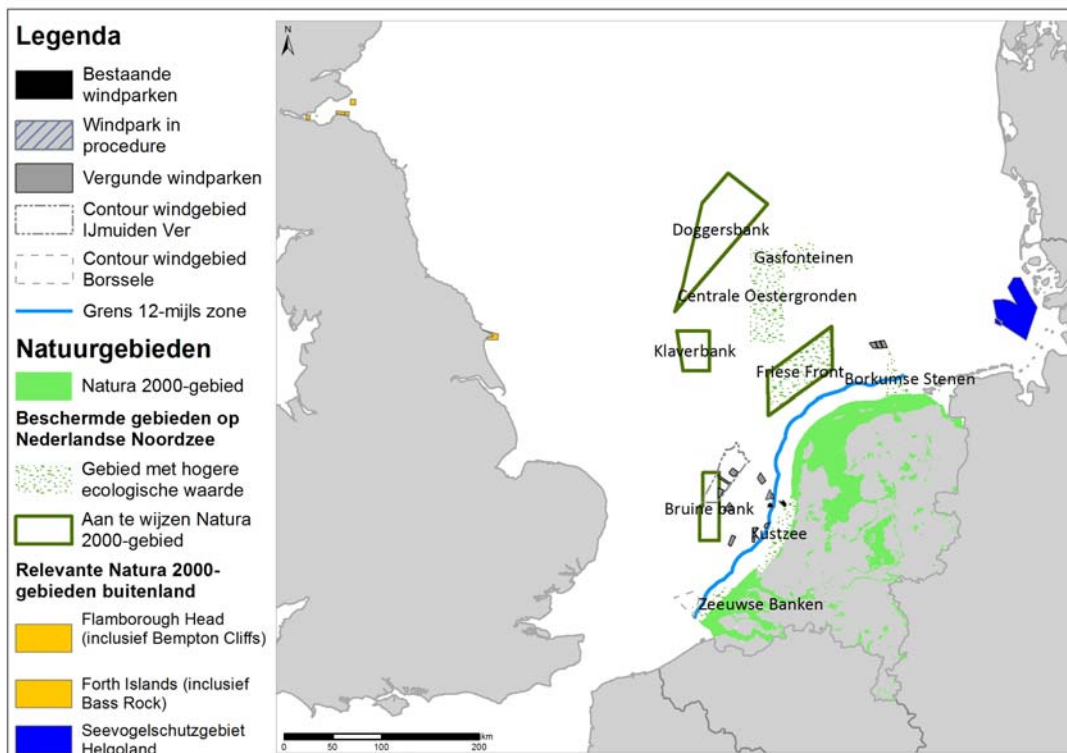 Legenda
Bestaande
windparken
Windpark in
procedure
Vergunde windparken
Contour windgebied
IJmuiden Ver
Contour windgebied
Borssele
Grens 12-mijls zone
Natuurgebieden
Natura 2000-gebied
Beschermde gebieden op
Nederlandse Noordzee
Gebied met hogere
ecologische waarde
Aan te wijzen Natura
2000-gebied
Relevante Natura 2000-
gebieden buitenland
Flamborough Head
(inclusief Bempton Cliffs)
Forth Islands (inclusief
Bass Rock)
Seevogelschutzgebiet
Helgoland
N
Doggersbank
Gasfonteinen
Centrale Oestergronden
Klaverbank
Friese Front
Borkumse Stenen
Bruine bank
Kustzee
Zeeuwse Banken
km
0 50 100 200